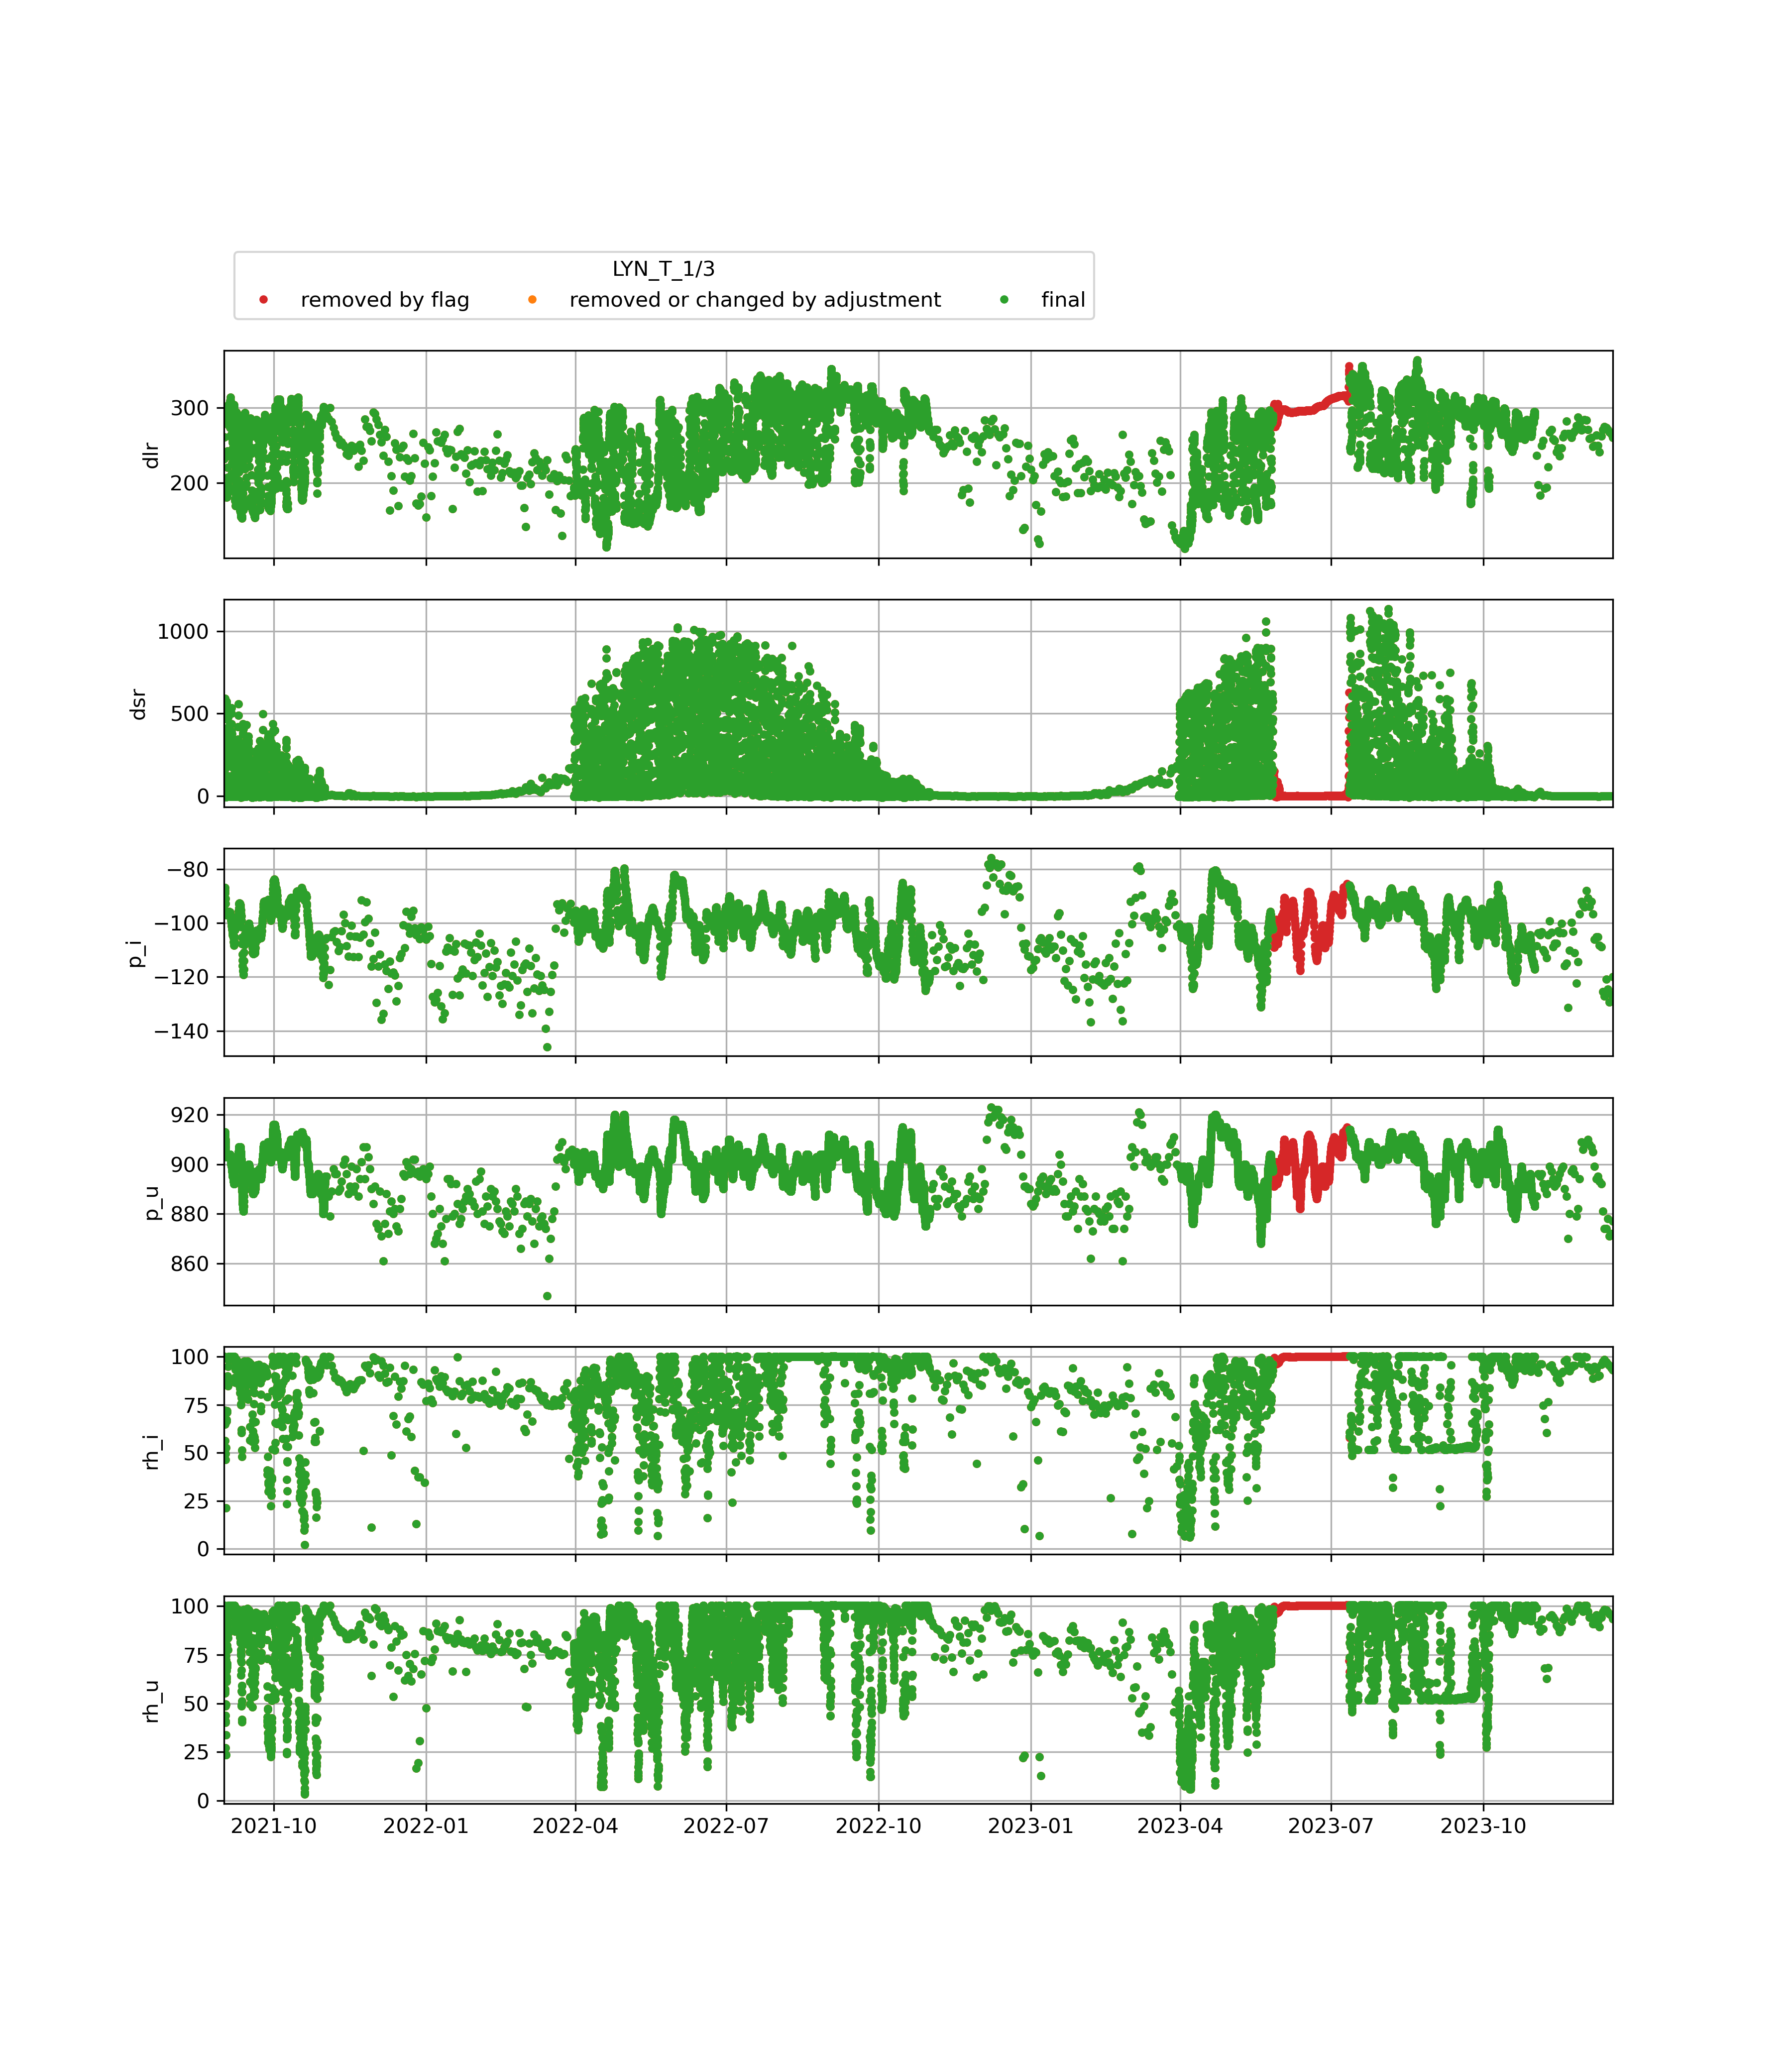 LYN_T_1/3
removed by flag removed or changed by adjustment final
300
200
dlr
1000
500
0
dsr
−80
−100
−120
−140
p_i
920
900
880
860
p_u
100
75
50
25
0
rh_i
100
75
50
25
0
rh_u
2021-10 2022-01 2022-04 2022-07 2022-10 2023-01 2023-04 2023-07 2023-10